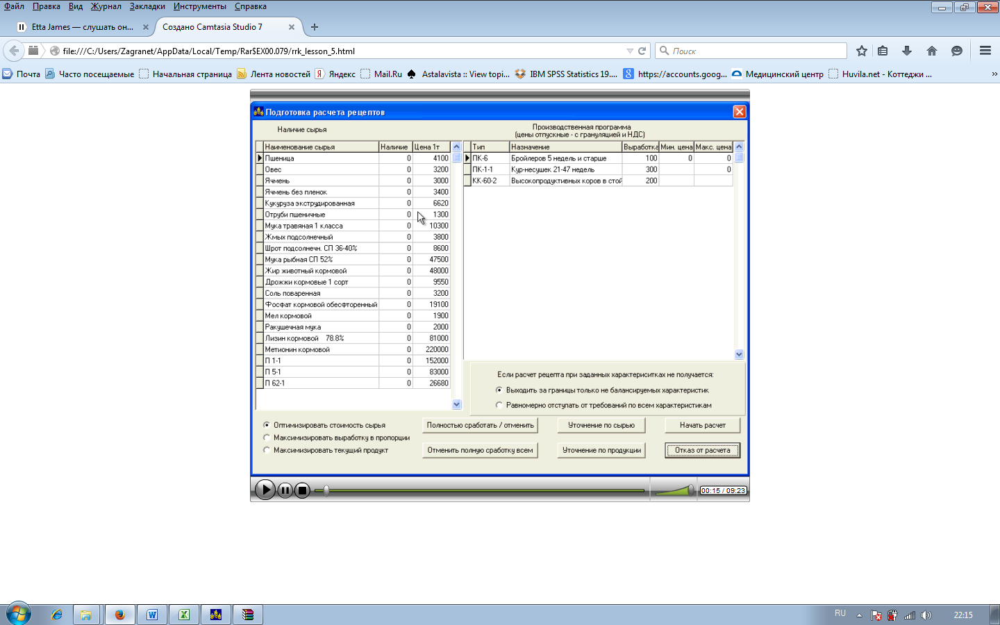 Файл Правка Вид Журнал Закладки Инструменты Справка
Etta James — слушать он... Создано Camtasia Studio 7
file:///C:/Users/Zagranet/AppData/Local/Temp/Rar$EX00.079/rrk_lesson_5.html Поиск
Почта Часто посещаемые Начальная страница Лента новостей Яндекс Mail.Ru Astalavista :: View topi... IBM SPSS Statistics 19.... https://accounts.goog... Медицинский центр Huvila.net - Коттеджи ...
Подготовка расчета рецептов
Наличие сырья
Производственная программа
(цены отпускные - с грануляцией и НДС)
Наименование сырья Наличие Цена 1т
Пшеница 0 4100
Овес 0 3200
Ячмень 0 3000
Ячмень без пленок 0 3400
Кукуруза экструдированная 0 6620
Отруби пшеничные 0 1300
Мука травяная 1 класса 0 10300
Жмых подсолнечный 0 3800
Шрот подсолнечн. СП 36-40% 0 8600
Мука рыбная СП 52% 0 47500
Жир животный кормовой 0 48000
Дрожжи кормовые 1 сорт 0 9550
Соль поваренная 0 3200
Фосфат кормовой обесфторенный 0 19100
Мел кормовой 0 1900
Ракушечная мука 0 2000
Лизин кормовой 78.8% 0 81000
Метионин кормовой 0 220000
П 1-1 0 152000
П 5-1 0 83000
П 62-1 0 26680
Тип Назначение Выработка Мин. цена Макс. цена
ПК-6 Бройлеров 5 недель и старше 100 0 0
ПК-1-1 Кур-несушек 21-47 недель 300 0
КК-60-2 Высокопродуктивных коров в стой 200
Если расчет рецепта при заданных характериситках не получается:
Выходить за границы только не балансируемых характеристик
Равномерно отступать от требований по всем характеристикам
Оптимизировать стоимость сырья
Максимизировать выработку в пропорции
Максимизировать текущий продукт
Полностью сработать / отменить Уточнение по сырью Начать расчет
Отменить полную сработку всем Уточнение по продукции Отказ от расчета
00:15 / 09:23
RU 22:15